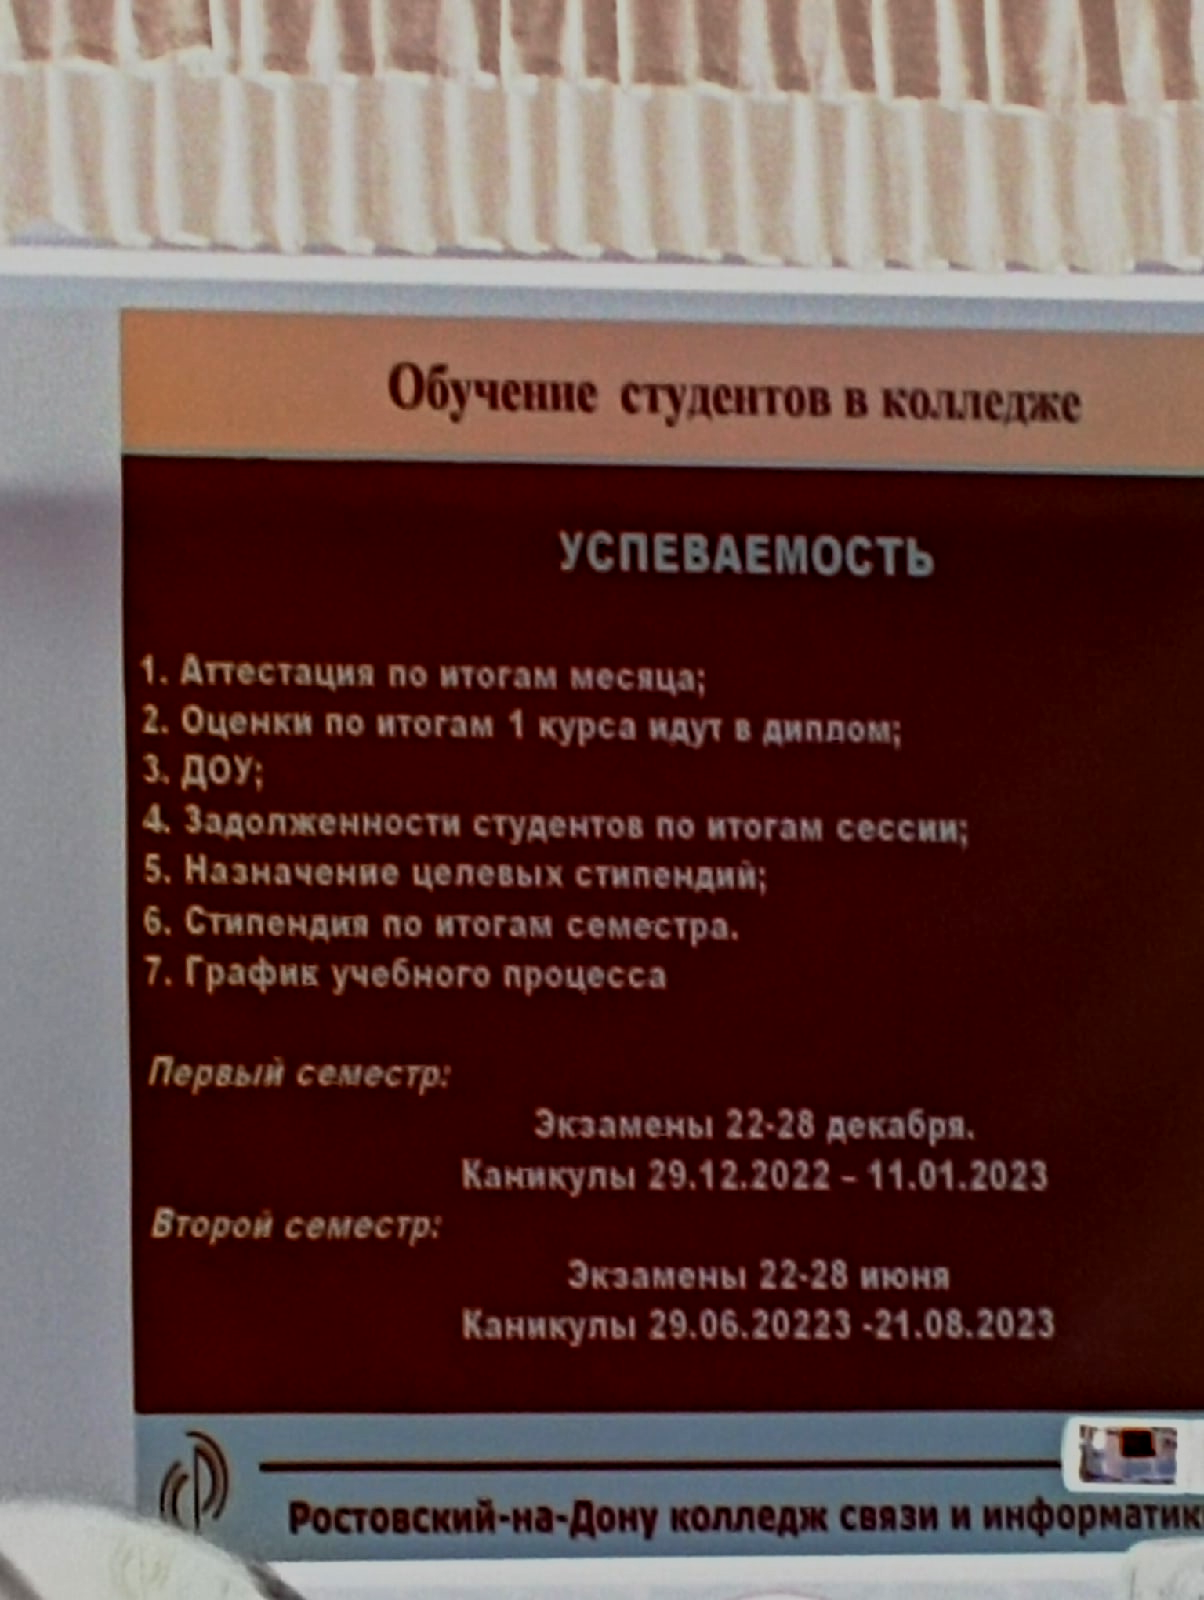 Обучение студентов в колледже
УСПЕВАЕМОСТЬ
1. Аттестация по итогам месяца;
2. Оценки по итогам 1 курса идут в диплом;
3. ДОУ;
4. Задолженности студентов по итогам сессии;
5. Назначение целевых стипендий;
6. Стипендия по итогам семестра.
7. График учебного процесса
Первый семестр:
Экзамены 22-28 декабря.
Каникулы 29.12.2022 – 11.01.2023
Второй семестр:
Экзамены 22-28 июня
Каникулы 29.06.20223 -21.08.2023
Ростовский-на-Дону колледж связи и информатик